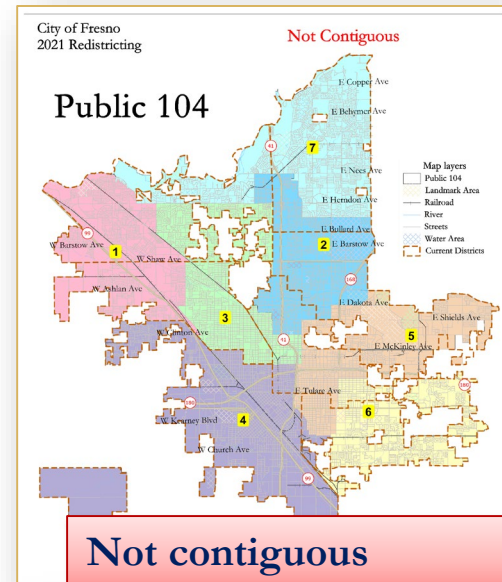 City of Fresno
2021 Redistricting
Not Contiguous
Public 104
E Copper Ave
E Behymer Ave
41
7
E Nees Ave
Map layers
Public 104
Landmark Area
Railroad
River
Streets
Water Area
Current Districts
E Herndon Ave
99
E Bullard Ave
W Barstow Ave
1
2
E Barstow Ave
W Shaw Ave
168
W Ashlan Ave
E Dakota Ave
3
E Shields Ave
5
W Clinton Ave
41
E McKinley Ave
180
E Tulare Ave
180
6
W Kearney Blvd
4
W Church Ave
99
Not contiguous